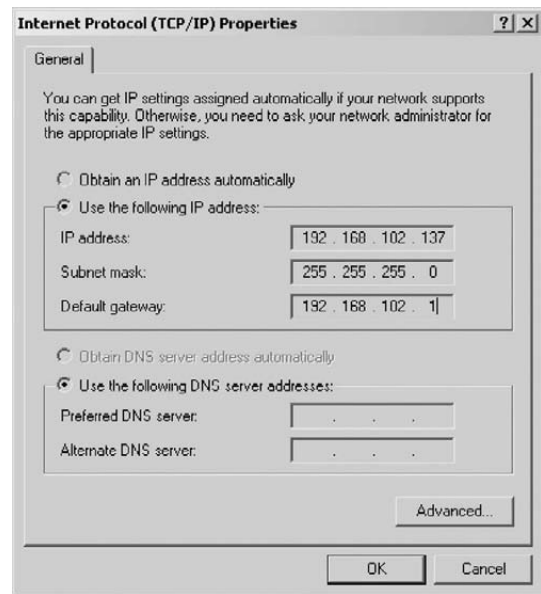 Internet Protocol (TCP/IP) Properties ? X
General
You can get IP settings assigned automatically if your network supports
this capability. Otherwise, you need to ask your network administrator for
the appropriate IP settings.
Obtain an IP address automatically
Use the following IP address:
IP address: 192 . 168 . 102 . 137
Subnet mask: 255 . 255 . 255 . 0
Default gateway: 192 . 168 . 102 . 1
Obtain DNS server address automatically
Use the following DNS server addresses:
Preferred DNS server: . . .
Alternate DNS server: . . .
Advanced...
OK Cancel